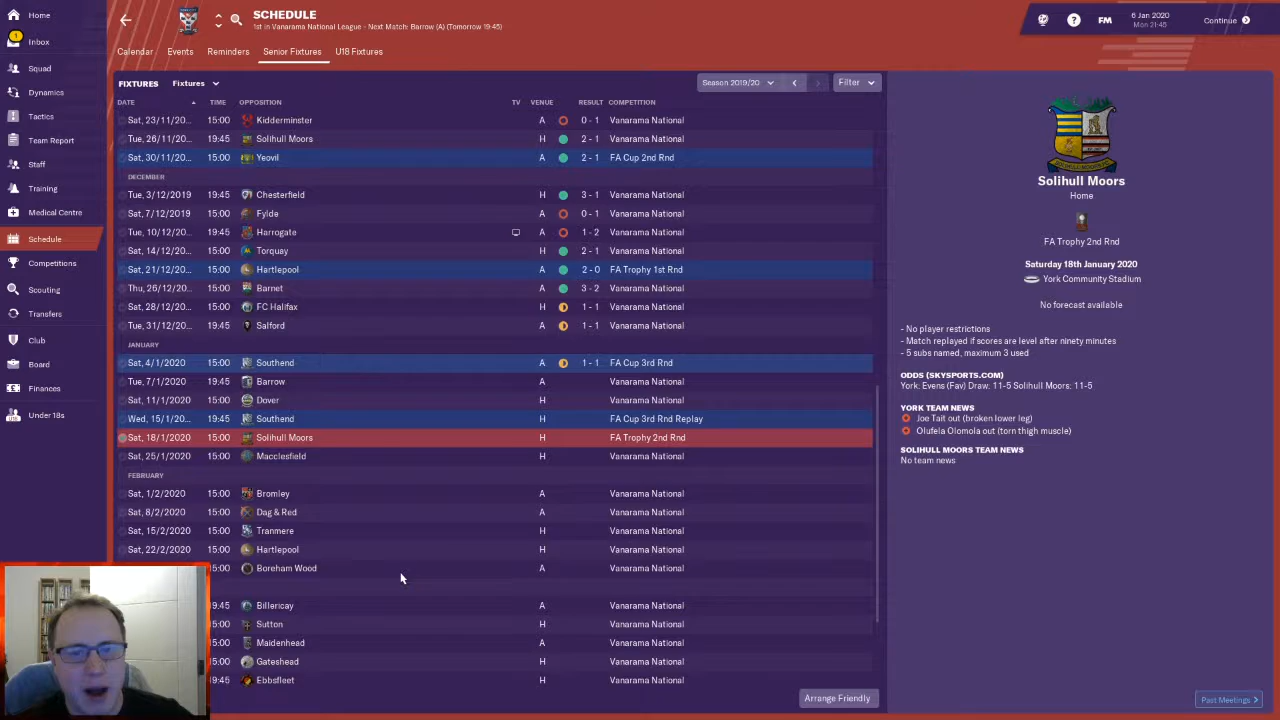 Home
SCHEDULE
1st in Vanarama National League - Next Match: Barrow (A) (Tomorrow 19:45)
FM
6 Jan 2020
Mon 21:45
Continue
1
Inbox
Calendar Events Reminders Senior Fixtures U18 Fixtures
Squad
Dynamics
Tactics
Team Report
Staff
Training
Medical Centre
Schedule
Competitions
Scouting
Transfers
Club
Board
Finances
Under 18s
FIXTURES Fixtures Season 2019/20 Filter
DATE TIME OPPOSITION TV VENUE RESULT COMPETITION
Sat, 23/11/20... 15:00 Kidderminster A 0 - 1 Vanarama National
Tue, 26/11/20... 19:45 Solihull Moors H 2 - 1 Vanarama National
Sat, 30/11/20... 15:00 Yeovil A 2 - 1 FA Cup 2nd Rnd
DECEMBER
Tue, 3/12/2019 19:45 Chesterfield H 3 - 1 Vanarama National
Sat, 7/12/2019 15:00 Fylde A 0 - 1 Vanarama National
Tue, 10/12/20... 19:45 Harrogate A 1 - 2 Vanarama National
Sat, 14/12/20... 15:00 Torquay H 2 - 1 Vanarama National
Sat, 21/12/20... 15:00 Hartlepool A 2 - 0 FA Trophy 1st Rnd
Thu, 26/12/20... 15:00 Barnet A 3 - 2 Vanarama National
Sat, 28/12/20... 15:00 FC Halifax H 1 - 1 Vanarama National
Tue, 31/12/20... 19:45 Salford A 1 - 1 Vanarama National
JANUARY
Sat, 4/1/2020 15:00 Southend A 1 - 1 FA Cup 3rd Rnd
Tue, 7/1/2020 19:45 Barrow A Vanarama National
Sat, 11/1/2020 15:00 Dover H Vanarama National
Wed, 15/1/20... 19:45 Southend H FA Cup 3rd Rnd Replay
Sat, 18/1/2020 15:00 Solihull Moors H FA Trophy 2nd Rnd
Sat, 25/1/2020 15:00 Macclesfield H Vanarama National
FEBRUARY
Sat, 1/2/2020 15:00 Bromley A Vanarama National
Sat, 8/2/2020 15:00 Dag & Red A Vanarama National
Sat, 15/2/2020 15:00 Tranmere H Vanarama National
Sat, 22/2/2020 15:00 Hartlepool H Vanarama National
5:00 Boreham Wood A Vanarama National
9:45 Billericay A Vanarama National
5:00 Sutton H Vanarama National
5:00 Maidenhead A Vanarama National
5:00 Gateshead H Vanarama National
9:45 Ebbsfleet H Vanarama National
Arrange Friendly
Solihull Moors
Home
FA Trophy 2nd Rnd
Saturday 18th January 2020
York Community Stadium
No forecast available
- No player restrictions
- Match replayed if scores are level after ninety minutes
- 5 subs named, maximum 3 used
ODDS (SKYSPORTS.COM)
York: Evens (Fav) Draw: 11-5 Solihull Moors: 11-5
YORK TEAM NEWS
Joe Tait out (broken lower leg)
Olufela Olomola out (torn thigh muscle)
SOLIHULL MOORS TEAM NEWS
No team news
Past Meetings